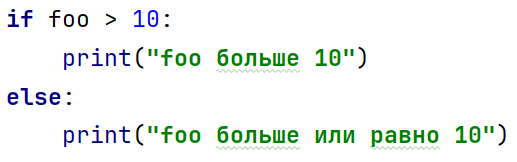 if foo > 10:
    print("foo больше 10")
else:
    print("foo больше или равно 10")